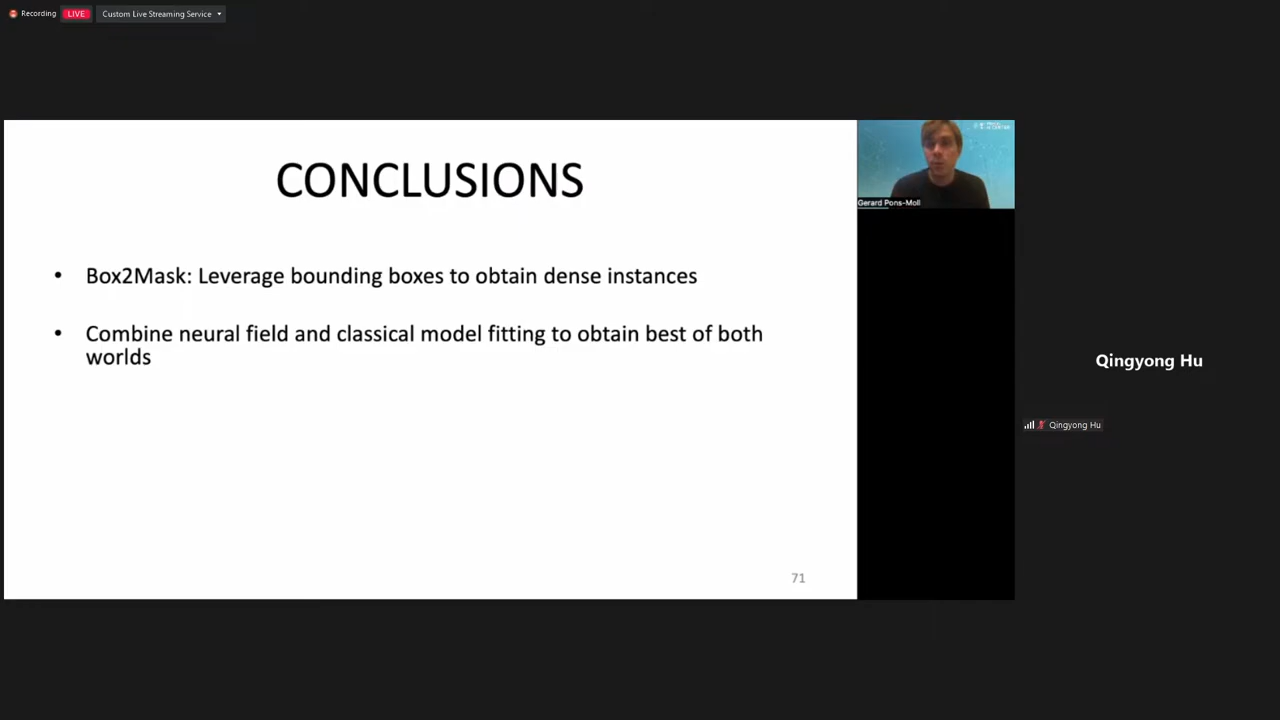 Recording
LIVE
Custom Live Streaming Service
CONCLUSIONS
• Box2Mask: Leverage bounding boxes to obtain dense instances
• Combine neural field and classical model fitting to obtain best of both
worlds
71
Gerard Pons-Moll
Qingyong Hu
Qingyong Hu